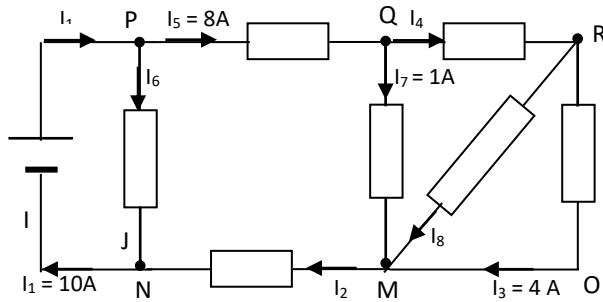 I₁ P I₅ = 8A Q I₄ R
I₆ I₇ = 1A
I J I₈
I₁ = 10A N I₂ M I₃ = 4 A O